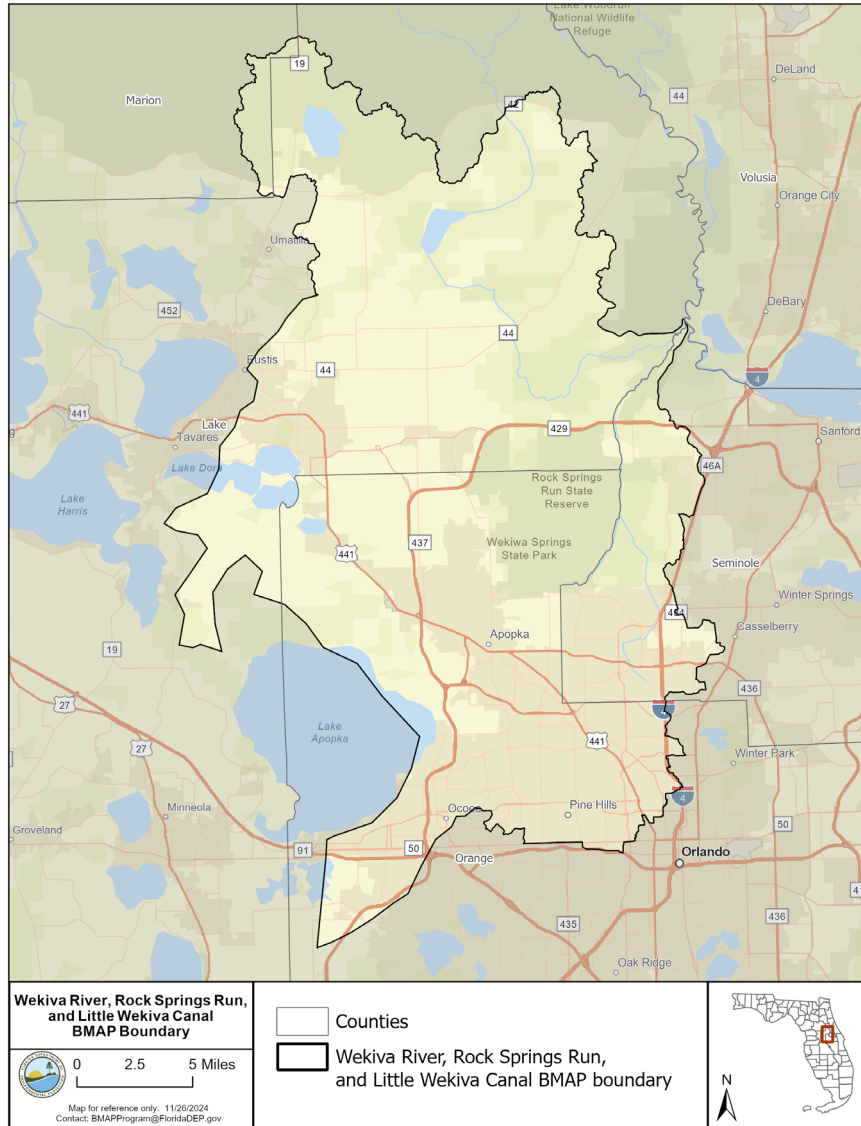 Lake Woodruff
National Wildlife
Refuge
DeLand
19
44
Marion
42
Volusia
Orange City
Umatilla
DeBary
452
44
Eustis
44
4
441
Lake
429
Sanford
Tavares
46A
Lake Dora
Rock Springs
Run State
Reserve
Lake
Harris
437
441
Wekiwa Springs
State Park
Seminole
Winter Springs
434
Casselberry
Apopka
19
436
27
4
Lake
Apopka
441
27
Winter Park
4
Minneola
Ocoee
Pine Hills
50
Groveland
91
50
Orange
Orlando
435
436
Oak Ridge
Wekiva River, Rock Springs Run,
and Little Wekiva Canal
BMAP Boundary
0 2.5 5 Miles
Map for reference only. 11/26/2024
Contact: BMAPProgram@FloridaDEP.gov
Counties
Wekiva River, Rock Springs Run,
and Little Wekiva Canal BMAP boundary
N